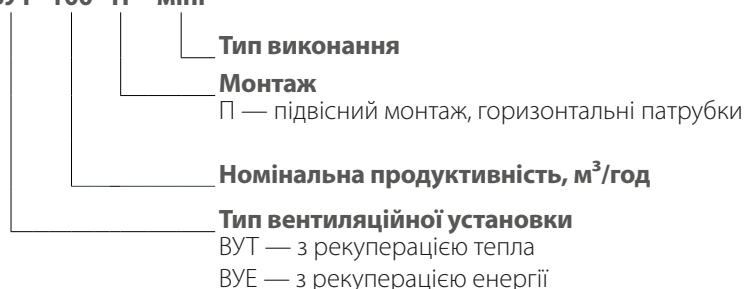 Тип виконання
Монтаж
П — підвісний монтаж, горизонтальні патрубки
Номінальна продуктивність, м³/год
Тип вентиляційної установки
ВУТ — з рекуперацією тепла
ВУЕ — з рекуперацією енергії